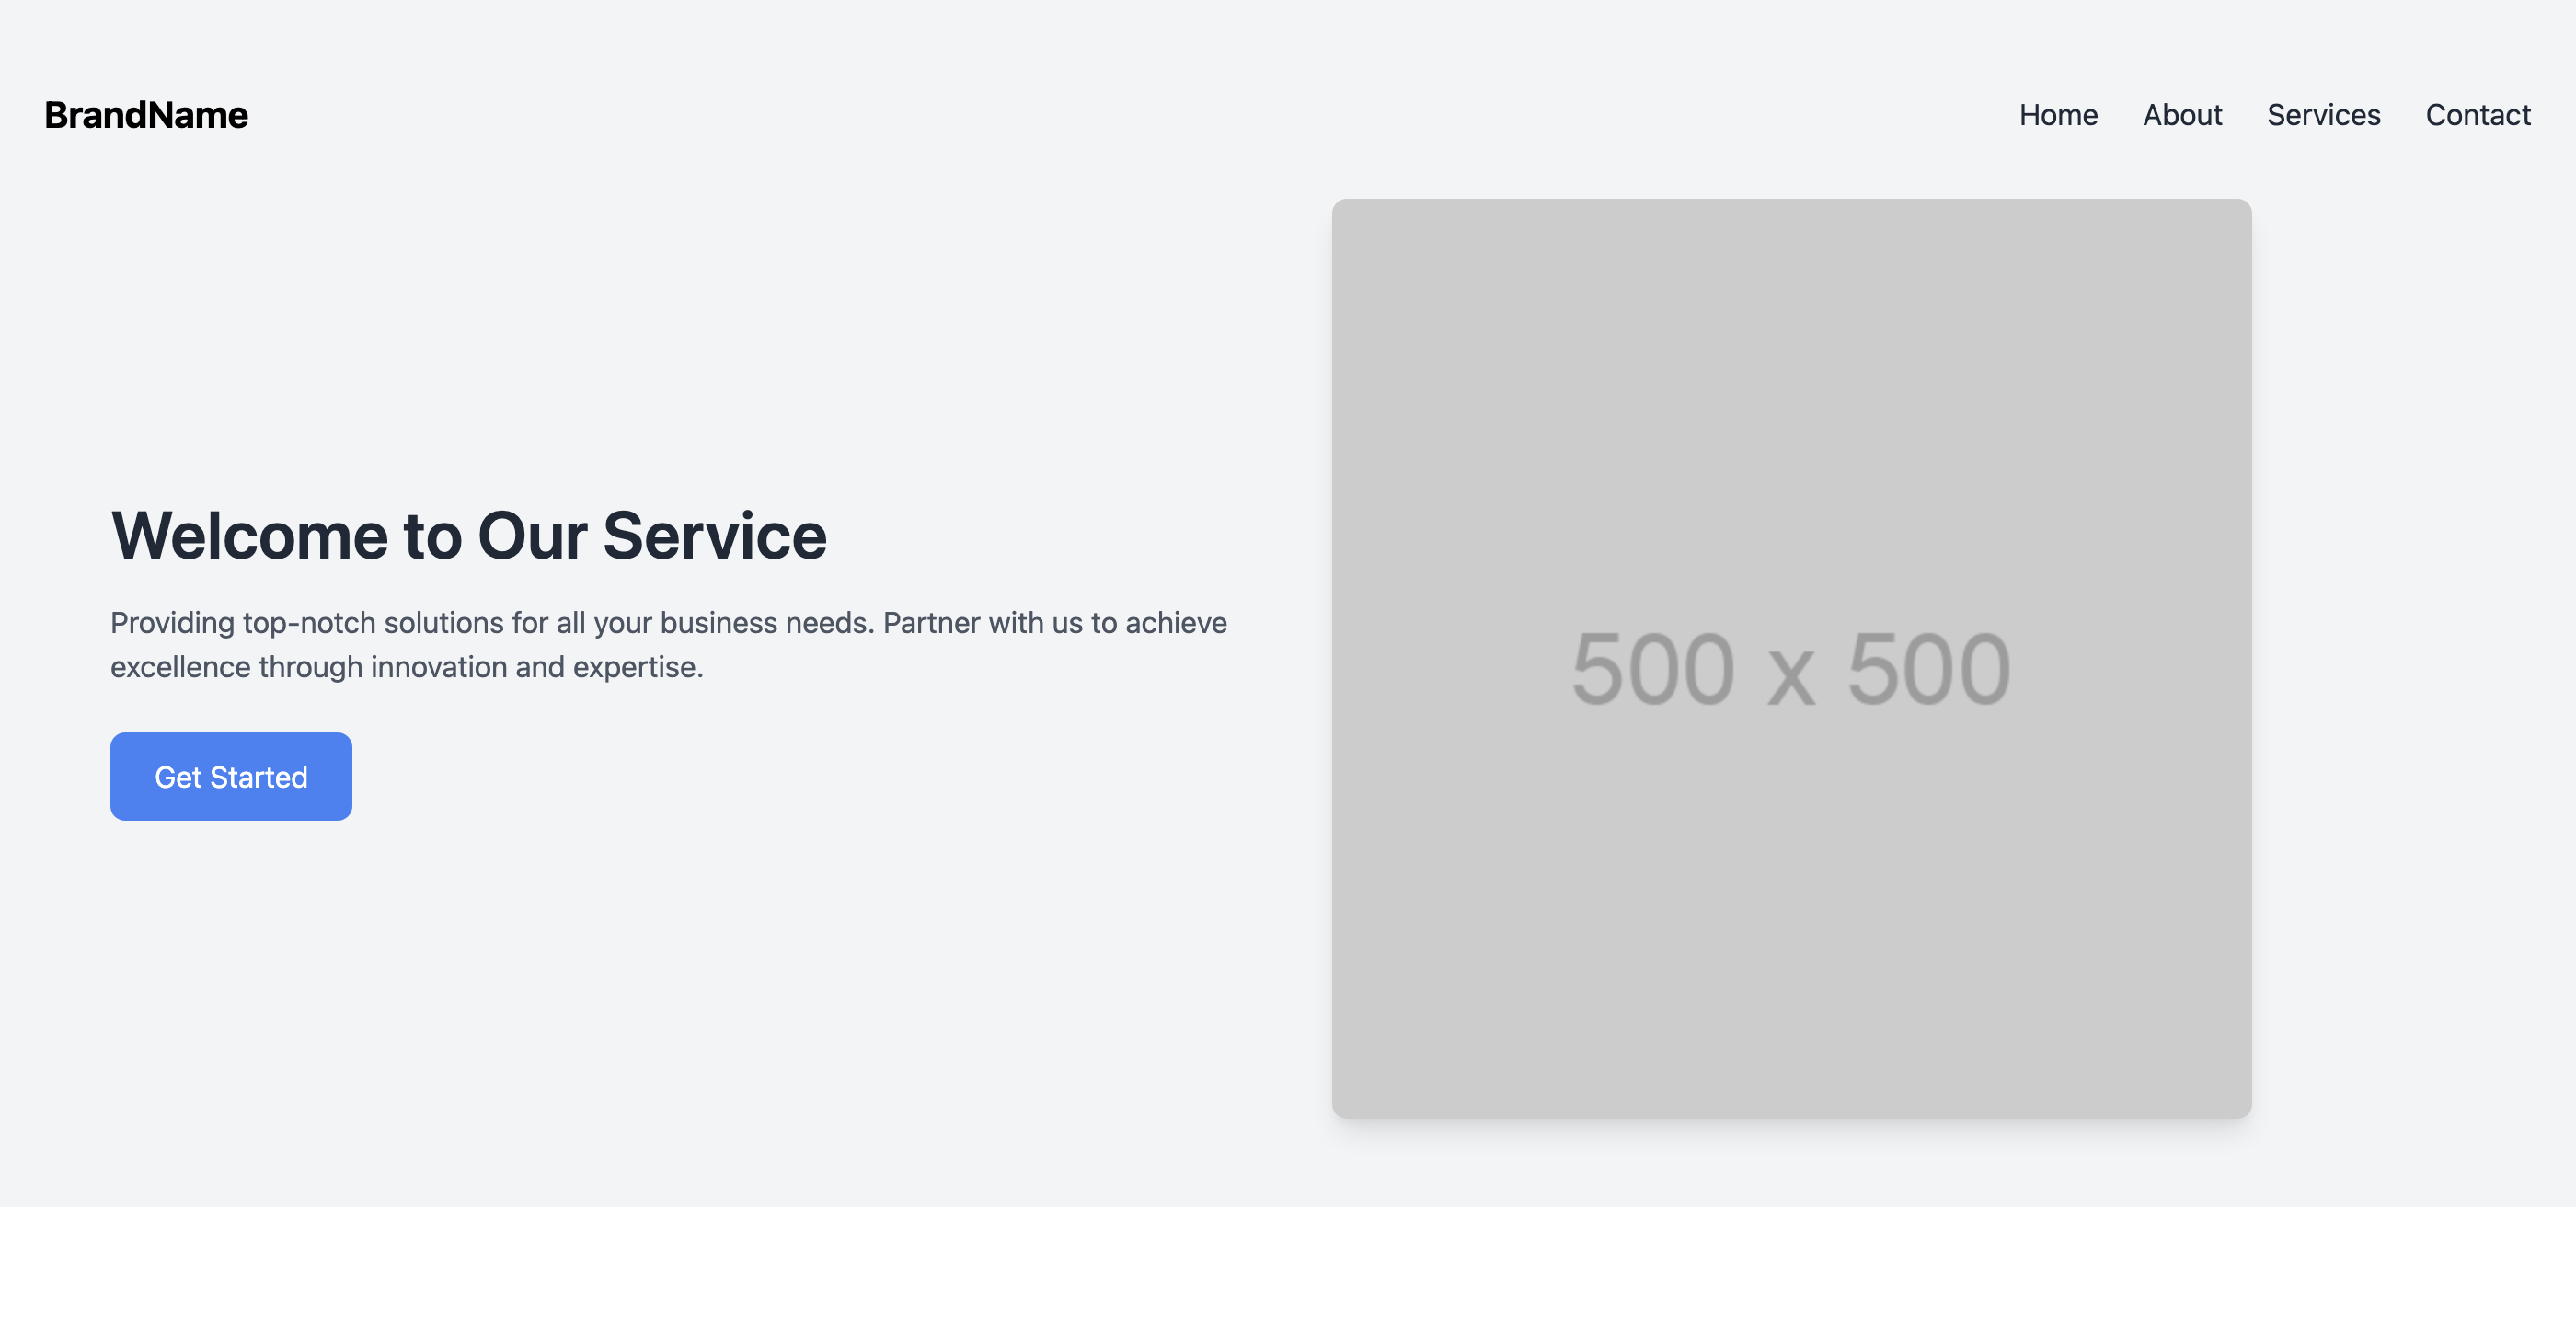 BrandName
Home About Services Contact
Welcome to Our Service
Providing top-notch solutions for all your business needs. Partner with us to achieve
excellence through innovation and expertise.
Get Started
500 x 500